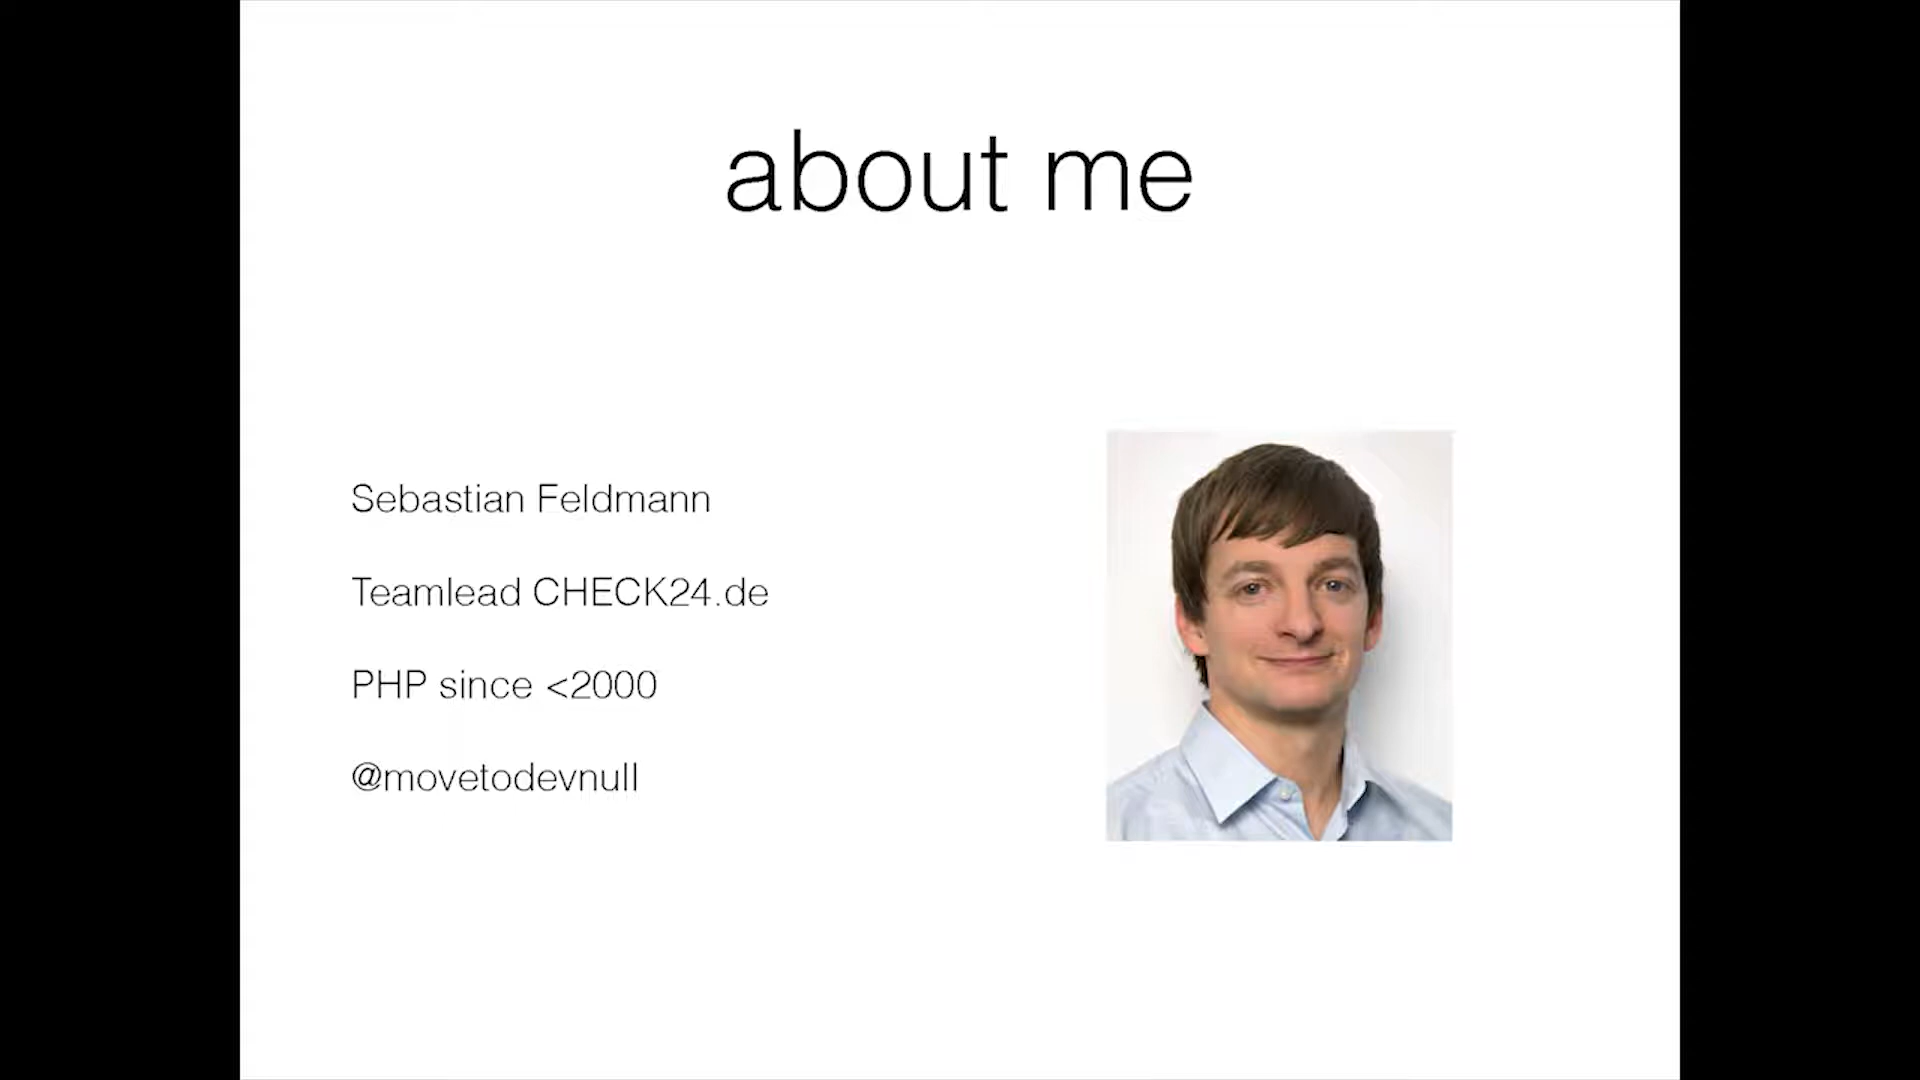 about me
Sebastian Feldmann
Teamlead CHECK24.de
PHP since <2000
@movetodevnull